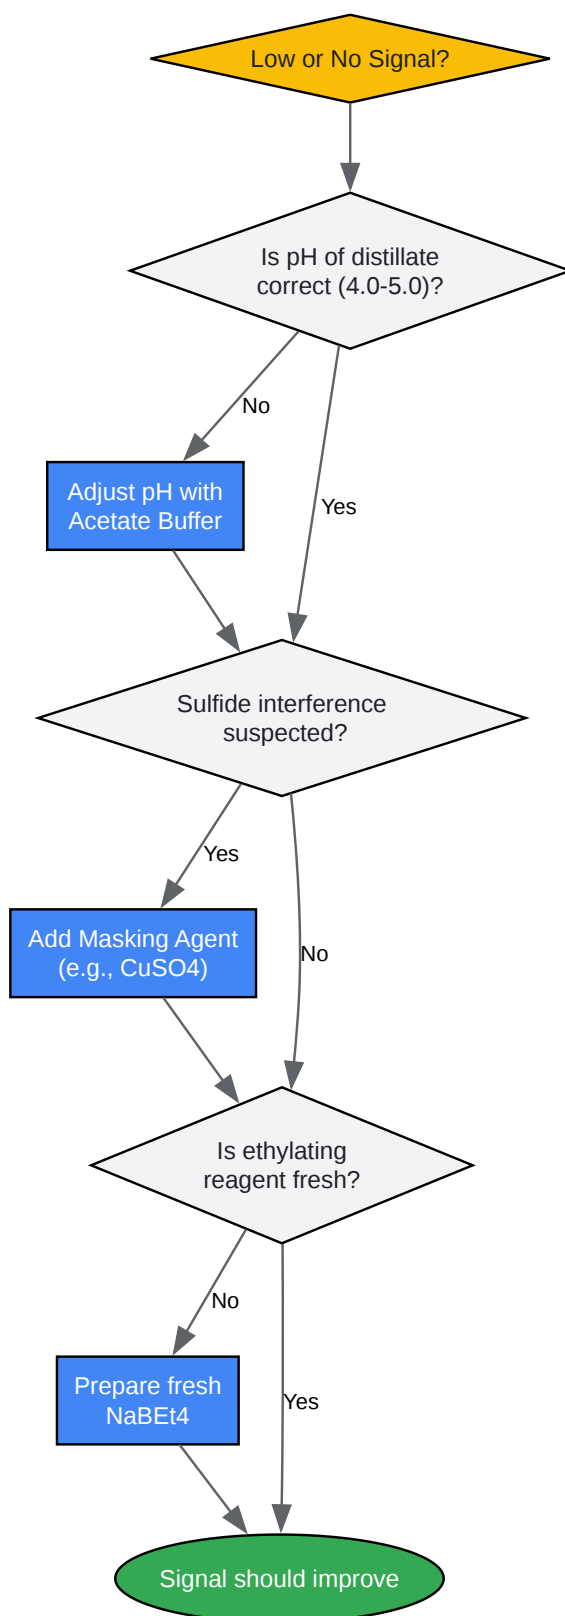 Low or No Signal?
Is pH of distillate
correct (4.0-5.0)?
No
Yes
Adjust pH with
Acetate Buffer
Sulfide interference
suspected?
Yes
No
Add Masking Agent
(e.g., CuSO4)
Is ethylating
reagent fresh?
No
Yes
Prepare fresh
NaBEt4
Signal should improve